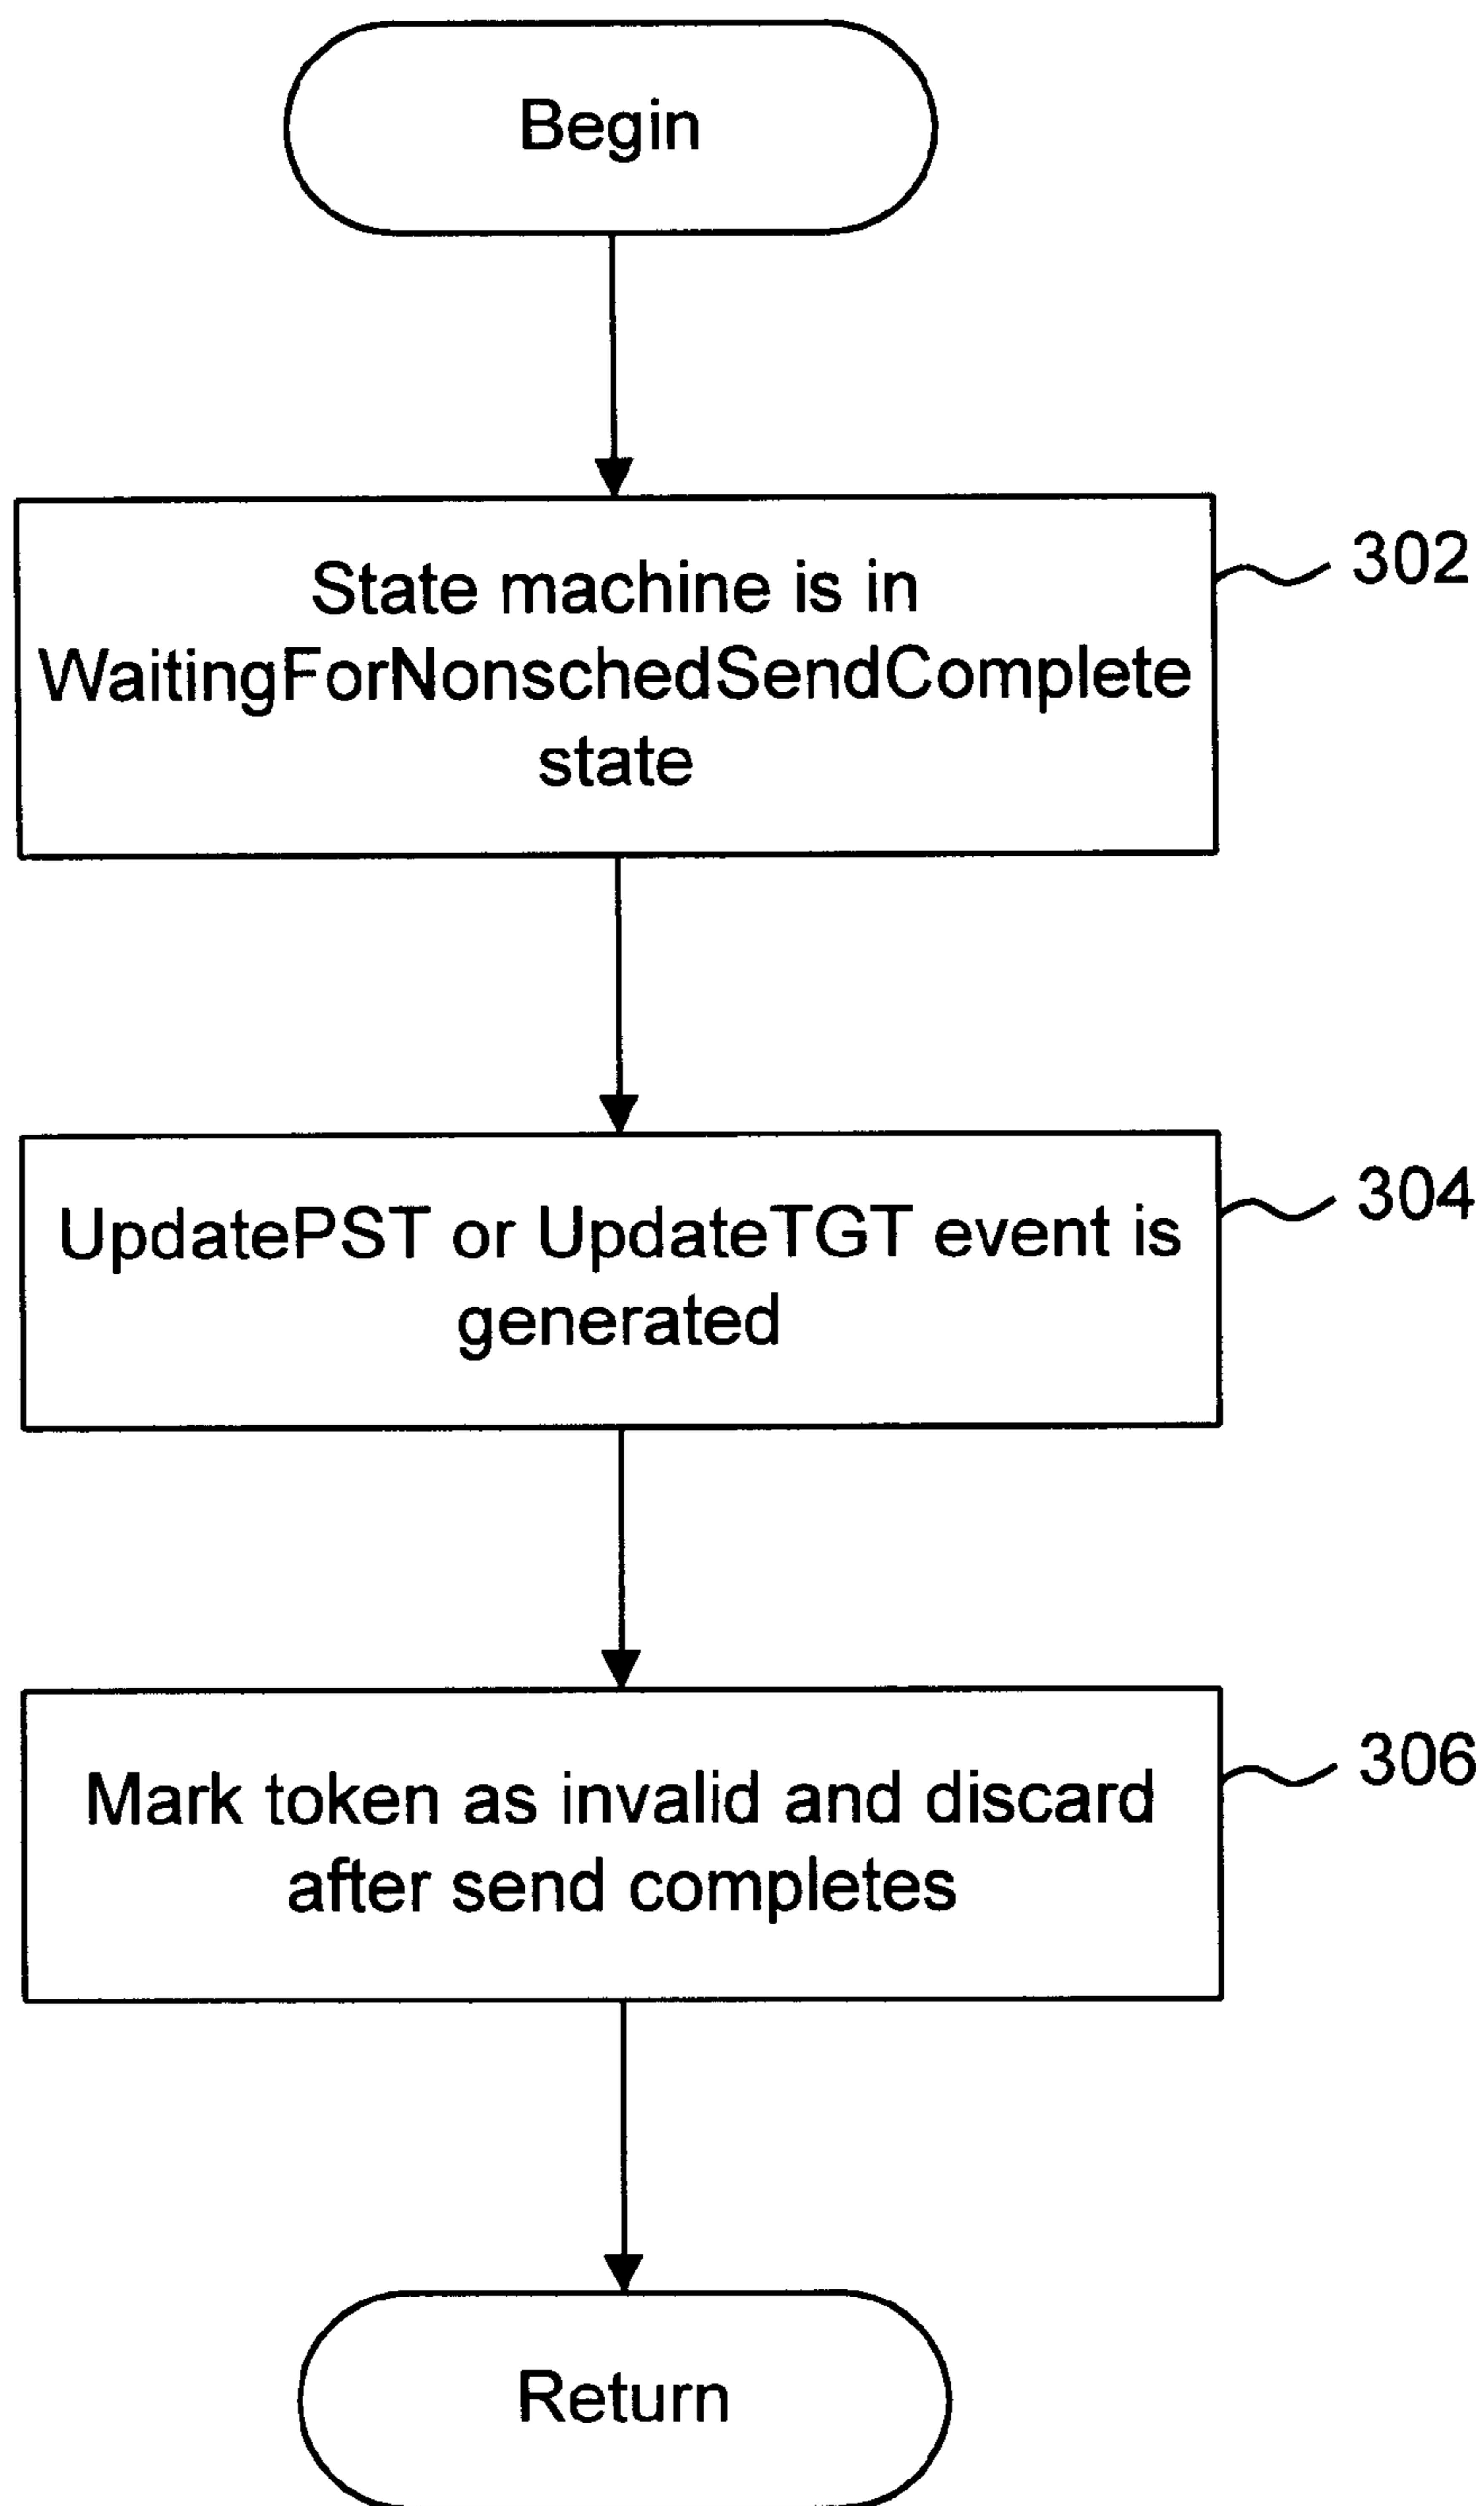 Begin
State machine is in
302
WaitingForNonschedSendComplete
state
UpdatePST or UpdateTGT event is
304
generated
Mark token as invalid and discard
306
after send completes
Return